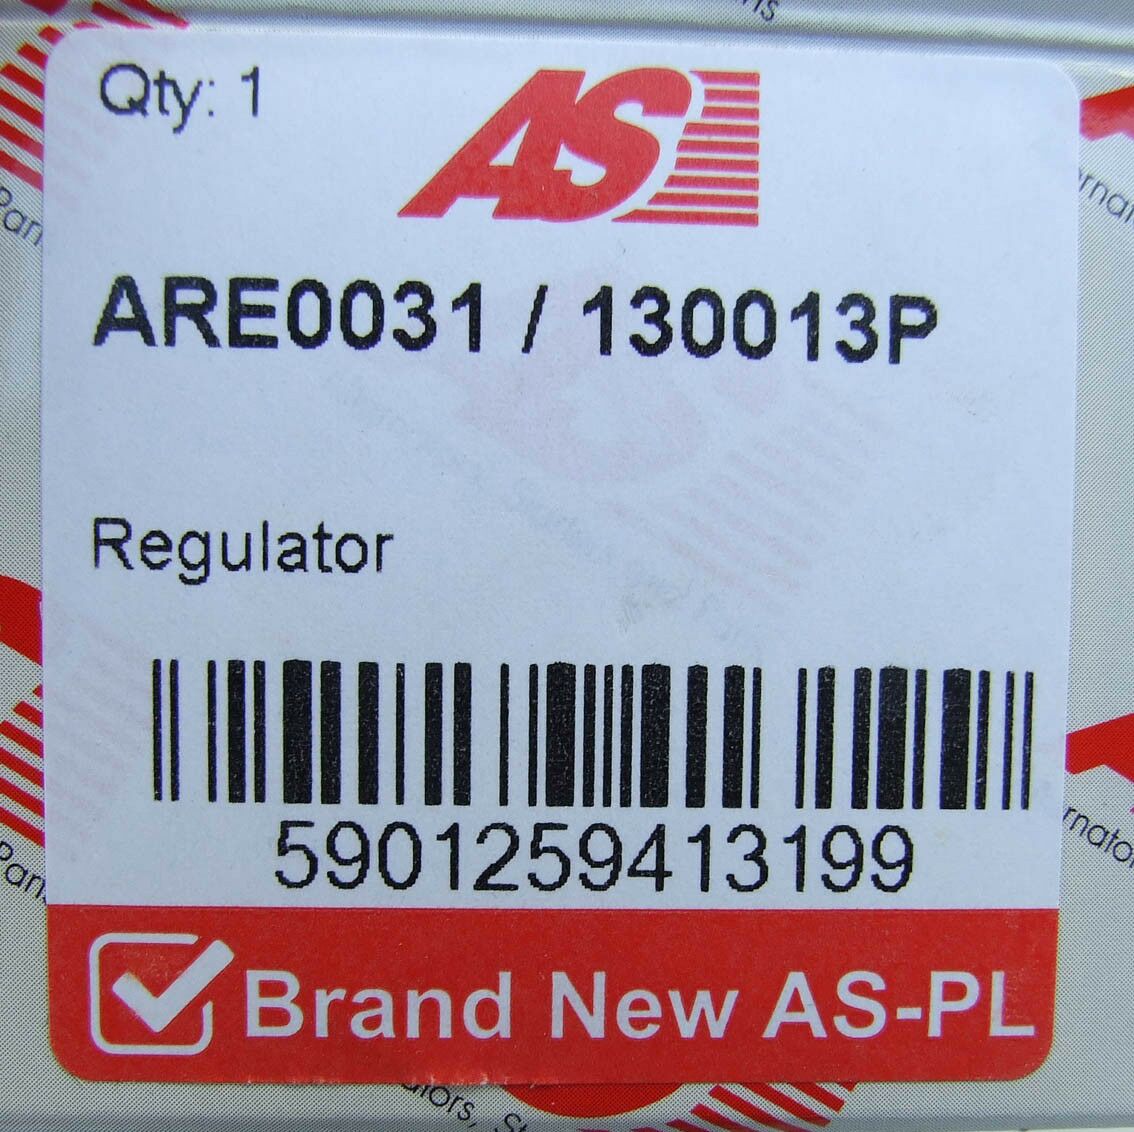 Qty: 1
AS
ARE0031 / 130013P
Regulator
5901259413199
Brand New AS-PL